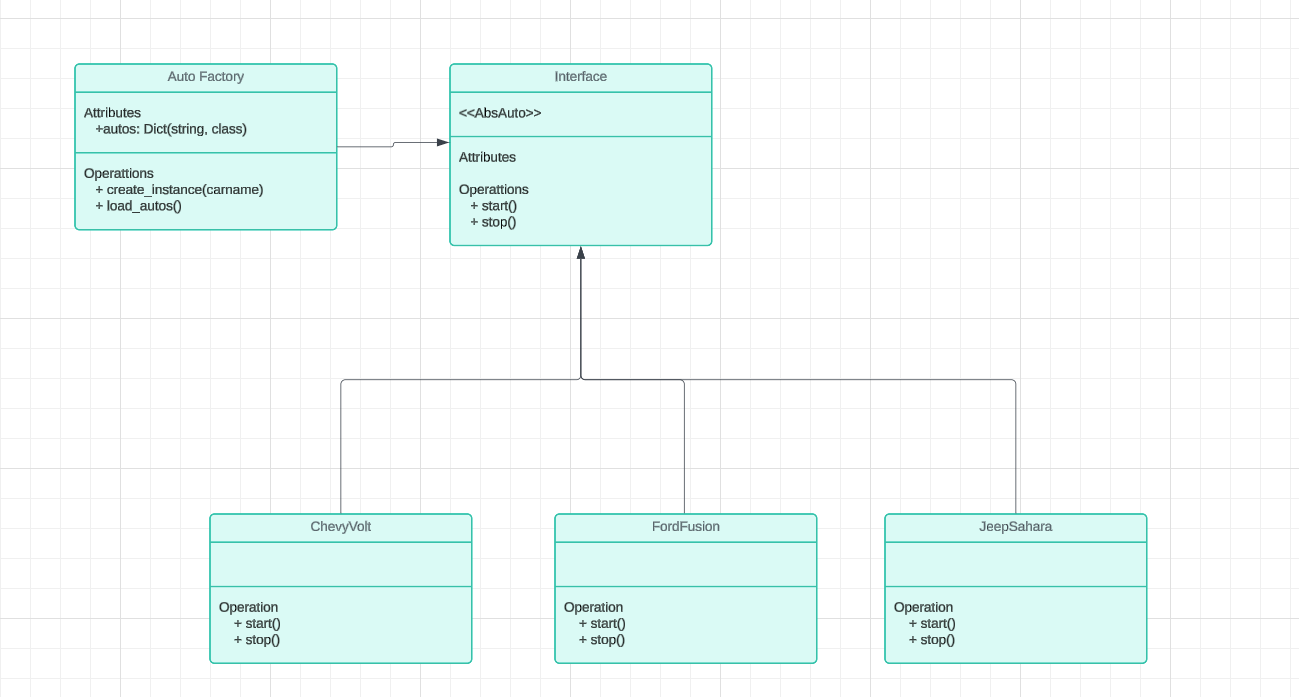 Auto Factory
Attributes
+autos: Dict(string, class)
Operattions
+ create_instance(carname)
+ load_autos()
Interface
<<AbsAuto>>
Attributes
Operattions
+ start()
+ stop()
ChevyVolt
Operation
+ start()
+ stop()
FordFusion
Operation
+ start()
+ stop()
JeepSahara
Operation
+ start()
+ stop()